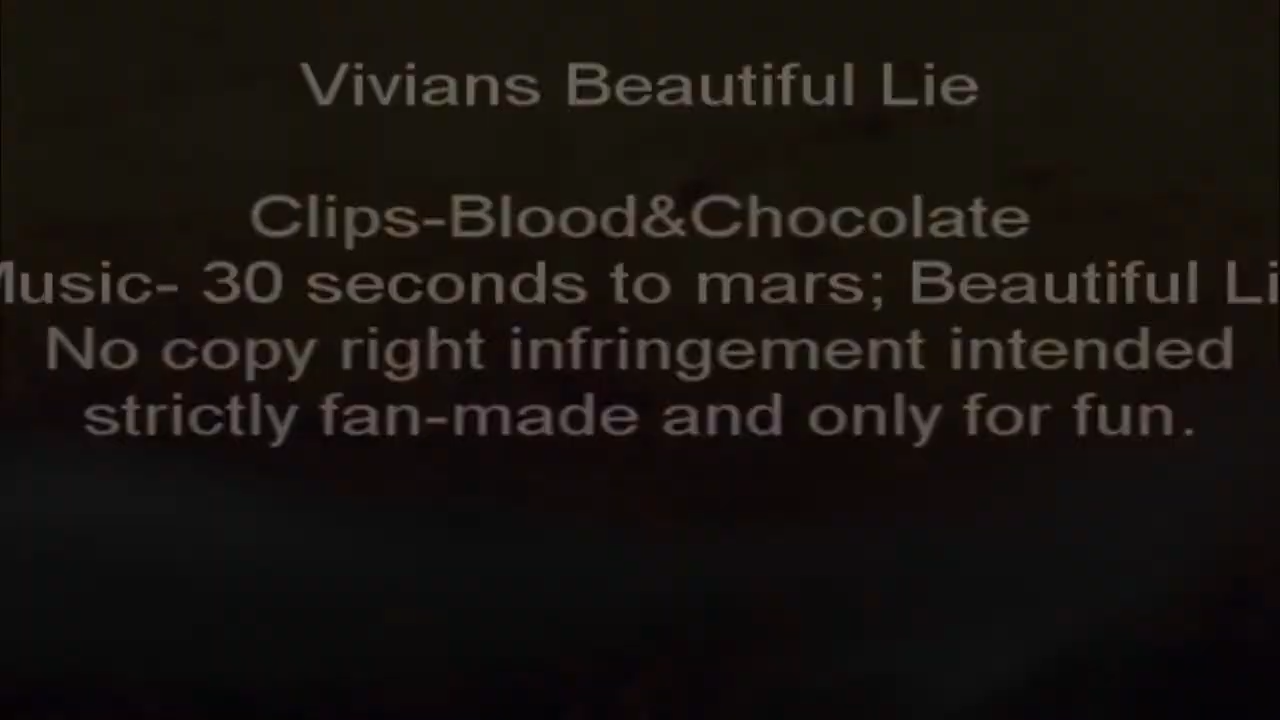 Vivians Beautiful Lie
Clips-Blood&Chocolate
Music- 30 seconds to mars; Beautiful Li
No copy right infringement intended
strictly fan-made and only for fun.